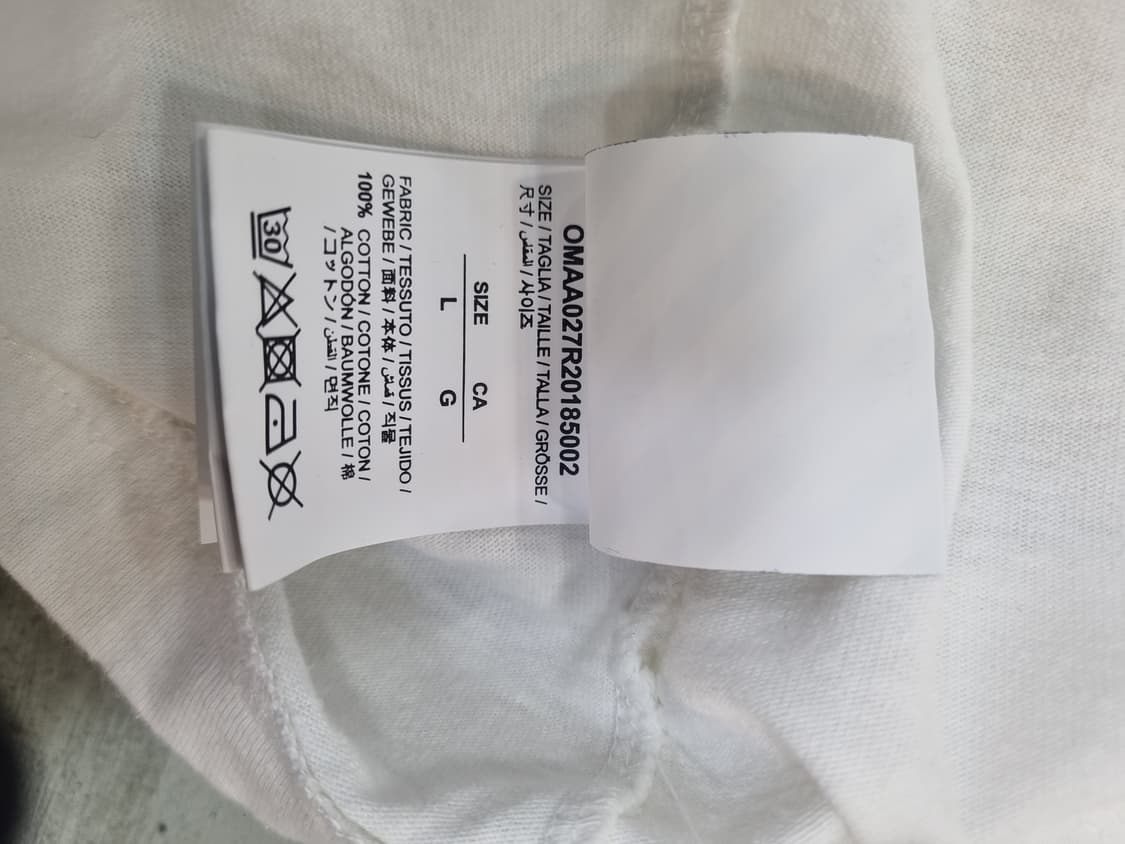 OMAA027R20185002
SIZE / TAGLIA / TAILLE / TALLA / GRÖSSE /
尺寸 / المقاس / 사이즈
SIZE CA
L G
FABRIC / TESSUTO / TISSUS / TEJIDO /
GEWEBE / 面料 / 本体 / قماش / 직물
100% COTTON / COTONE / COTON /
ALGODÓN / BAUMWOLLE / 棉
/ コットン / القطن / 면직
30